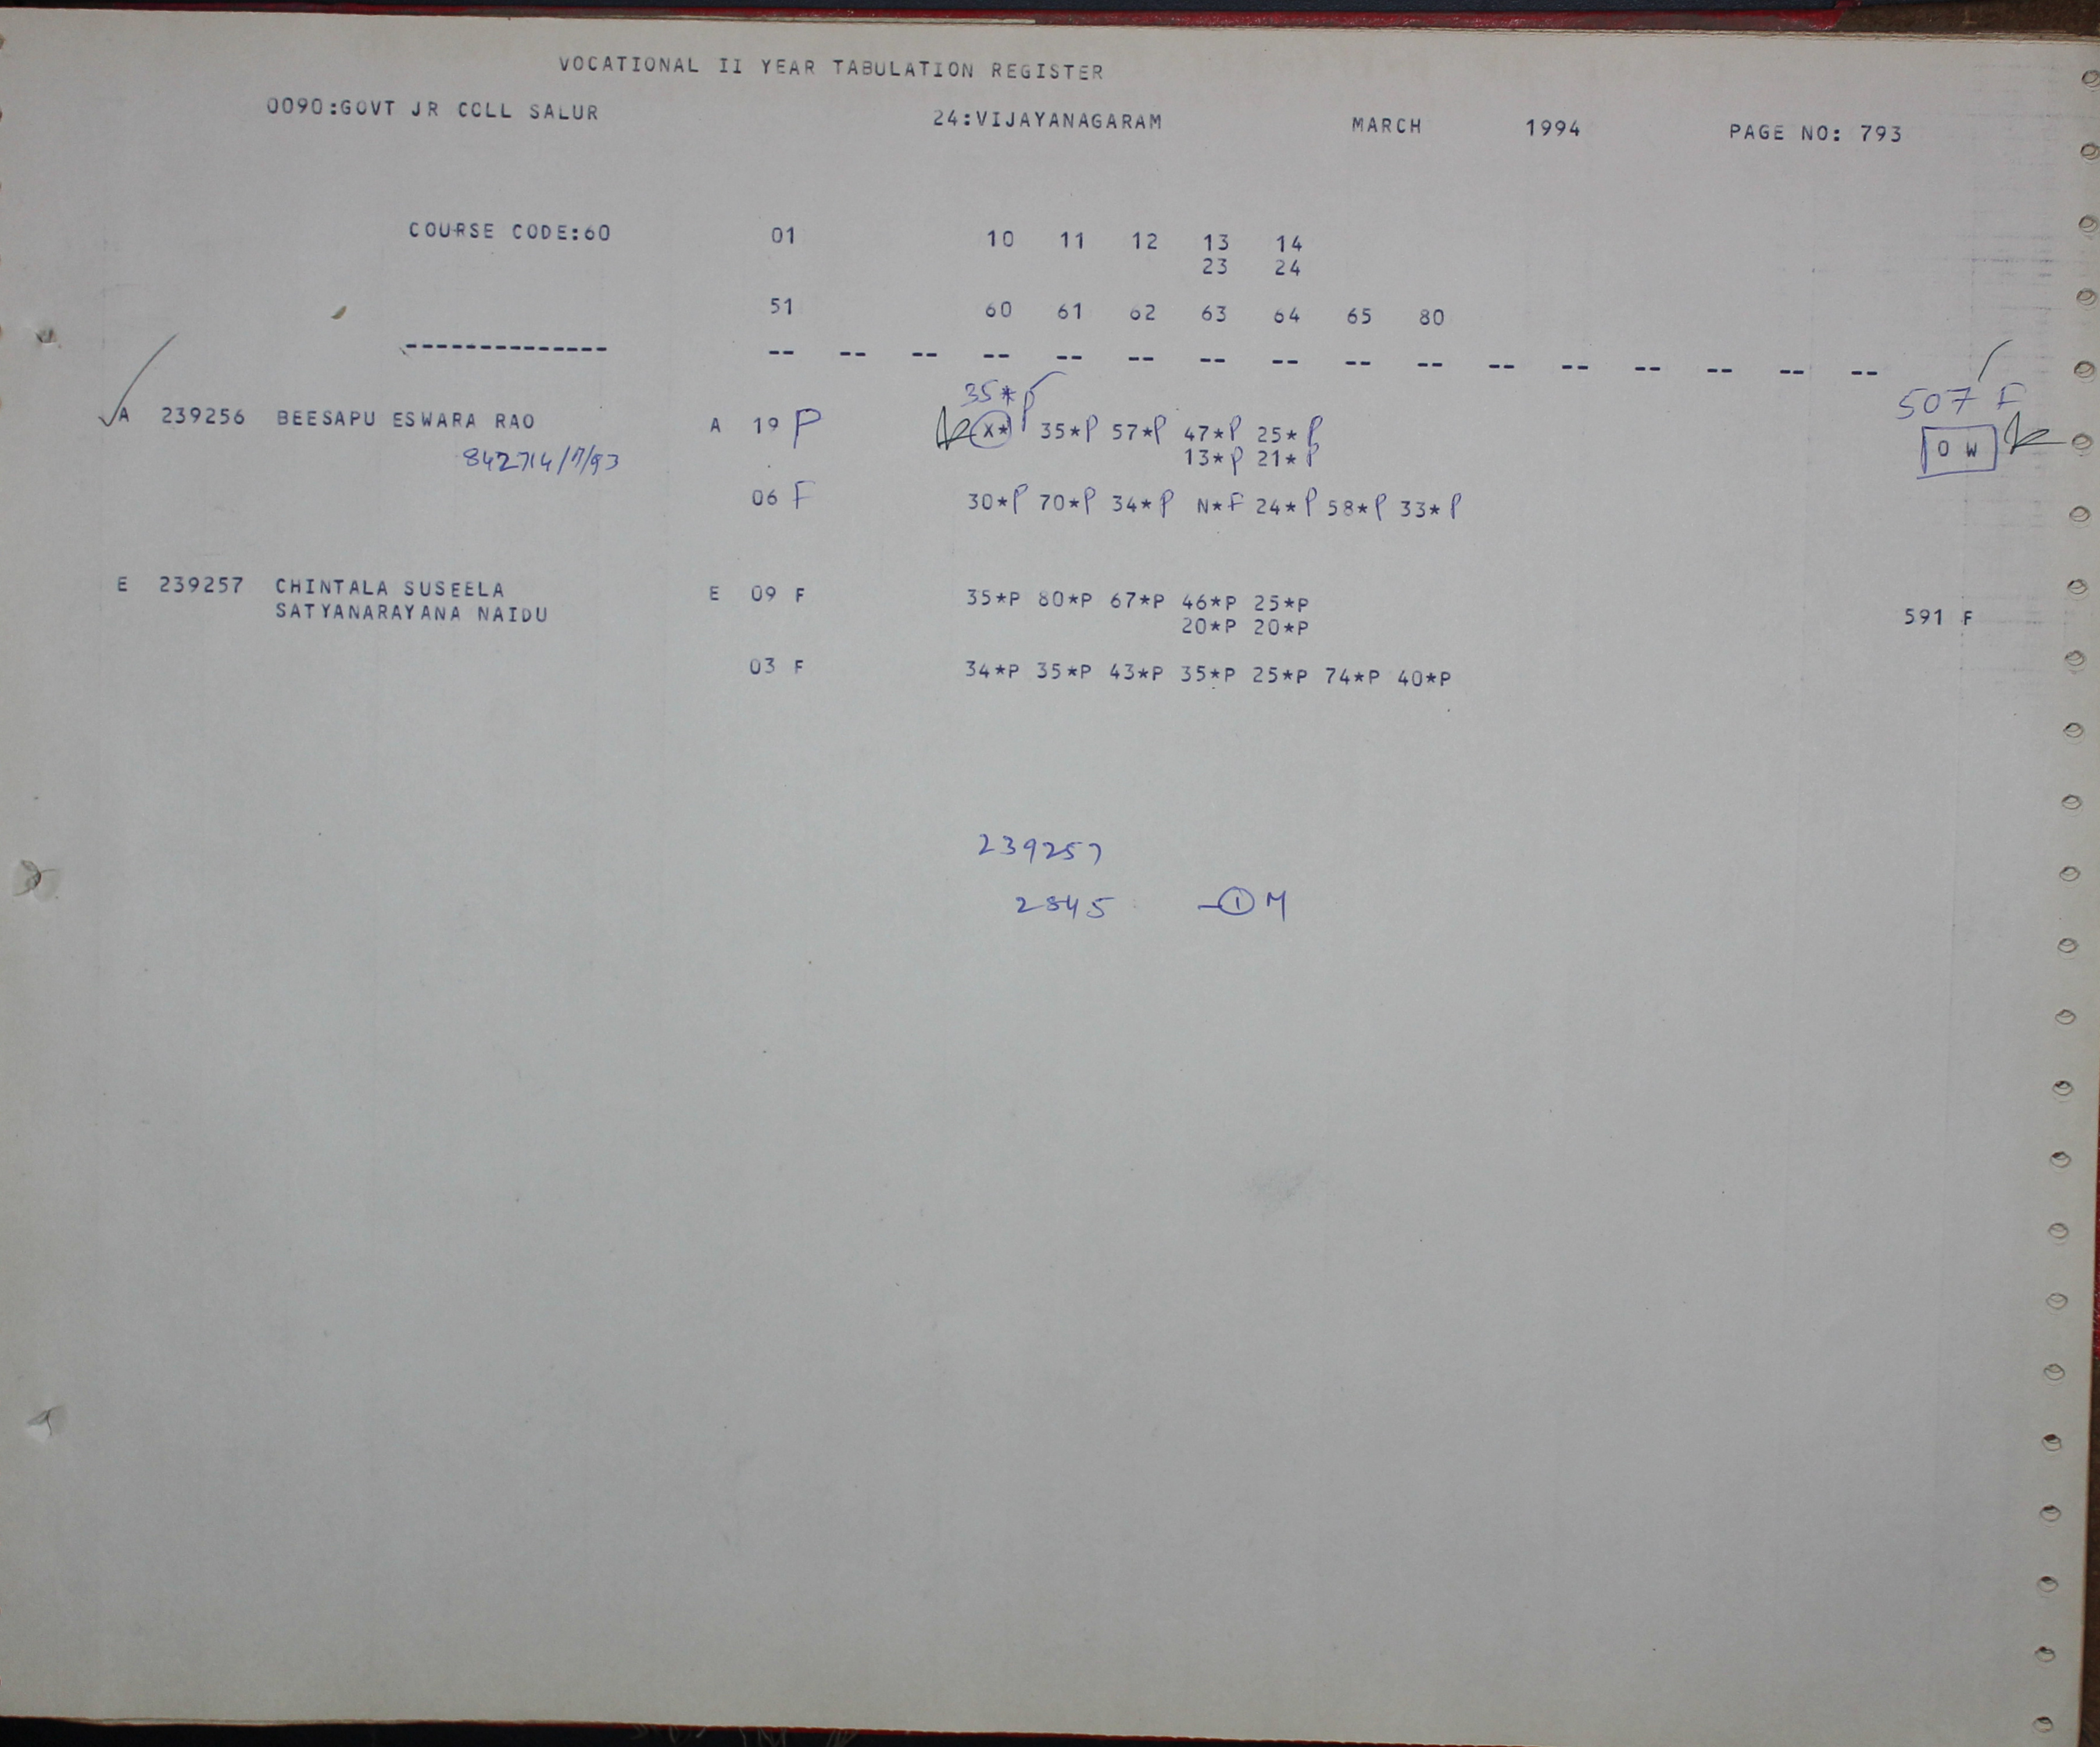 VOCATIONAL II YEAR TABULATION REGISTER
0090:GOVT JR COLL SALUR 24:VIJAYANAGARAM MARCH 1994 PAGE NO: 793
COURSE CODE:60 01 10 11 12 13 14
23 24
51 60 61 62 63 64 65 80
-------------- -- -- -- -- -- -- -- -- -- -- -- -- -- -- -- --
35*P 507 F
A 239256 BEESAPU ESWARA RAO A 19 P X* 35*P 57*P 47*P 25*P 0 W
13*P 21*P
06 F 30*P 70*P 34*P N*F 24*P 58*P 33*P
E 239257 CHINTALA SUSEELA E 09 F 35*P 80*P 67*P 46*P 25*P 591 F
SATYANARAYANA NAIDU 20*P 20*P
03 F 34*P 35*P 43*P 35*P 25*P 74*P 40*P
239257
2845 -1 M